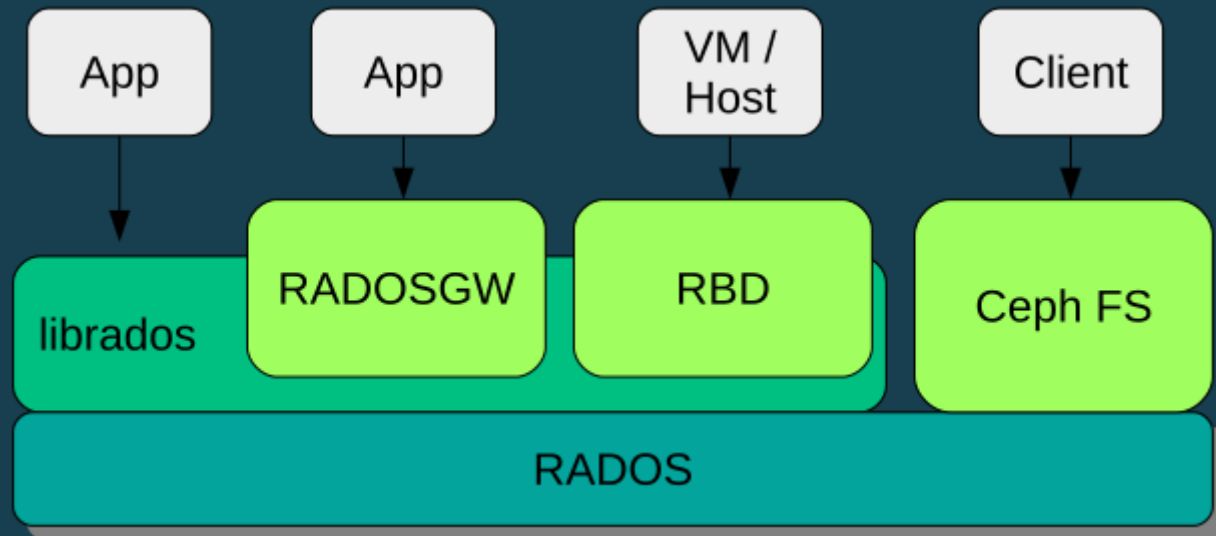 App
App
VM /
Host
Client
RADOSGW
RBD
Ceph FS
librados
RADOS